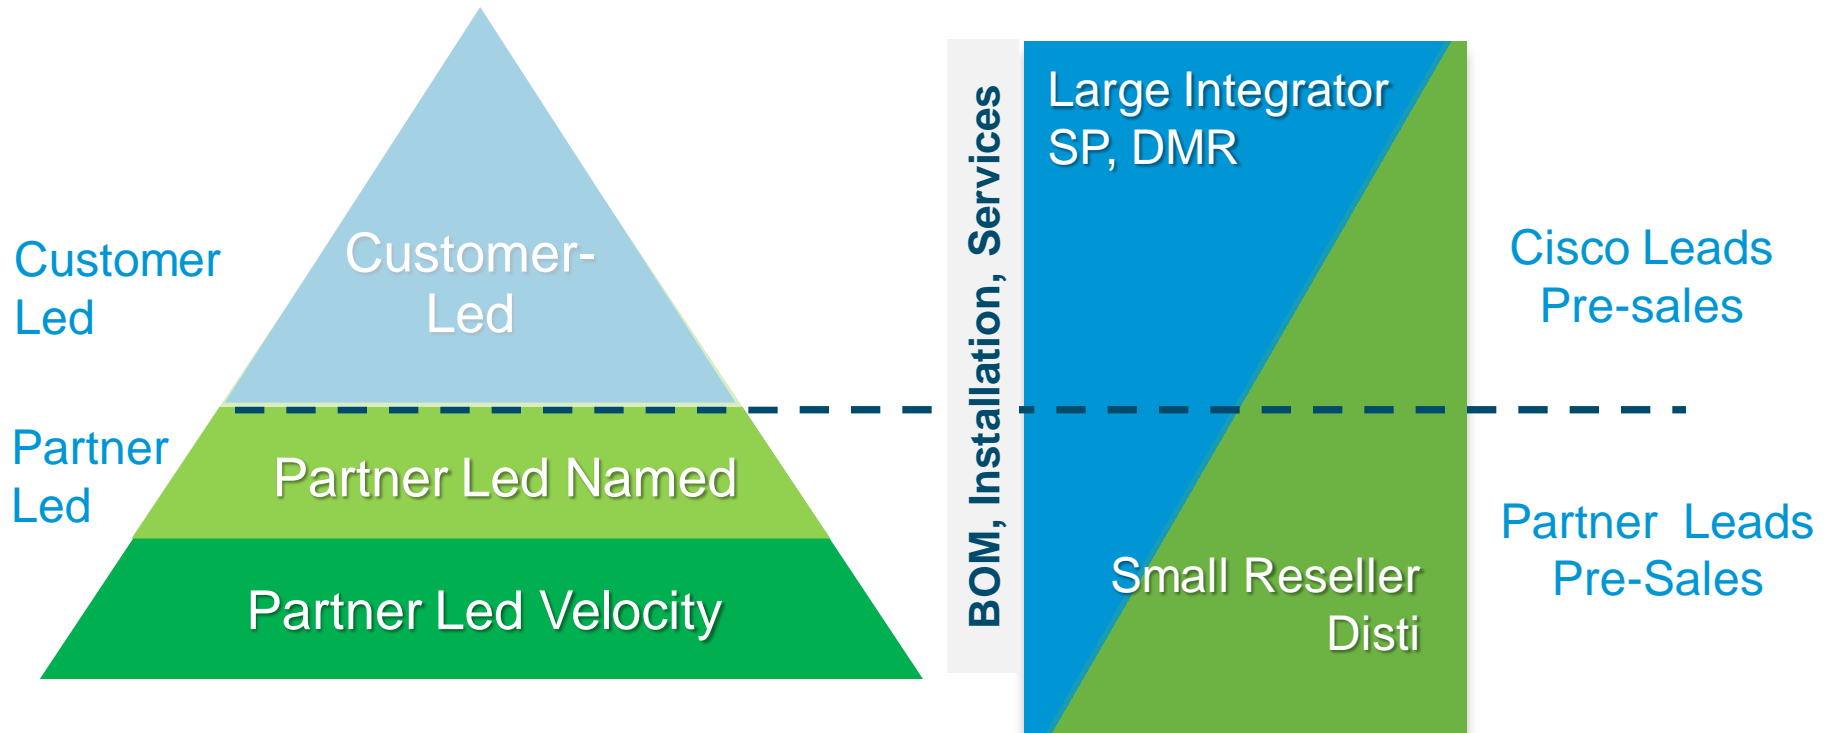 Customer
Led
Partner
Led
Customer-
Led
Partner Led Named
Partner Led Velocity
BOM, Installation, Services
Large Integrator
SP, DMR
Small Reseller
Disti
Cisco Leads
Pre-sales
Partner Leads
Pre-Sales